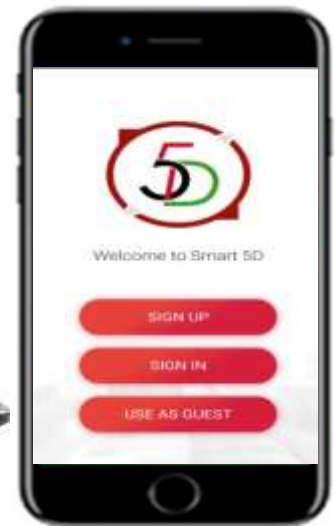 5D
Welcome to Smart 5D
SIGN UP
SIGN IN
USE AS GUEST